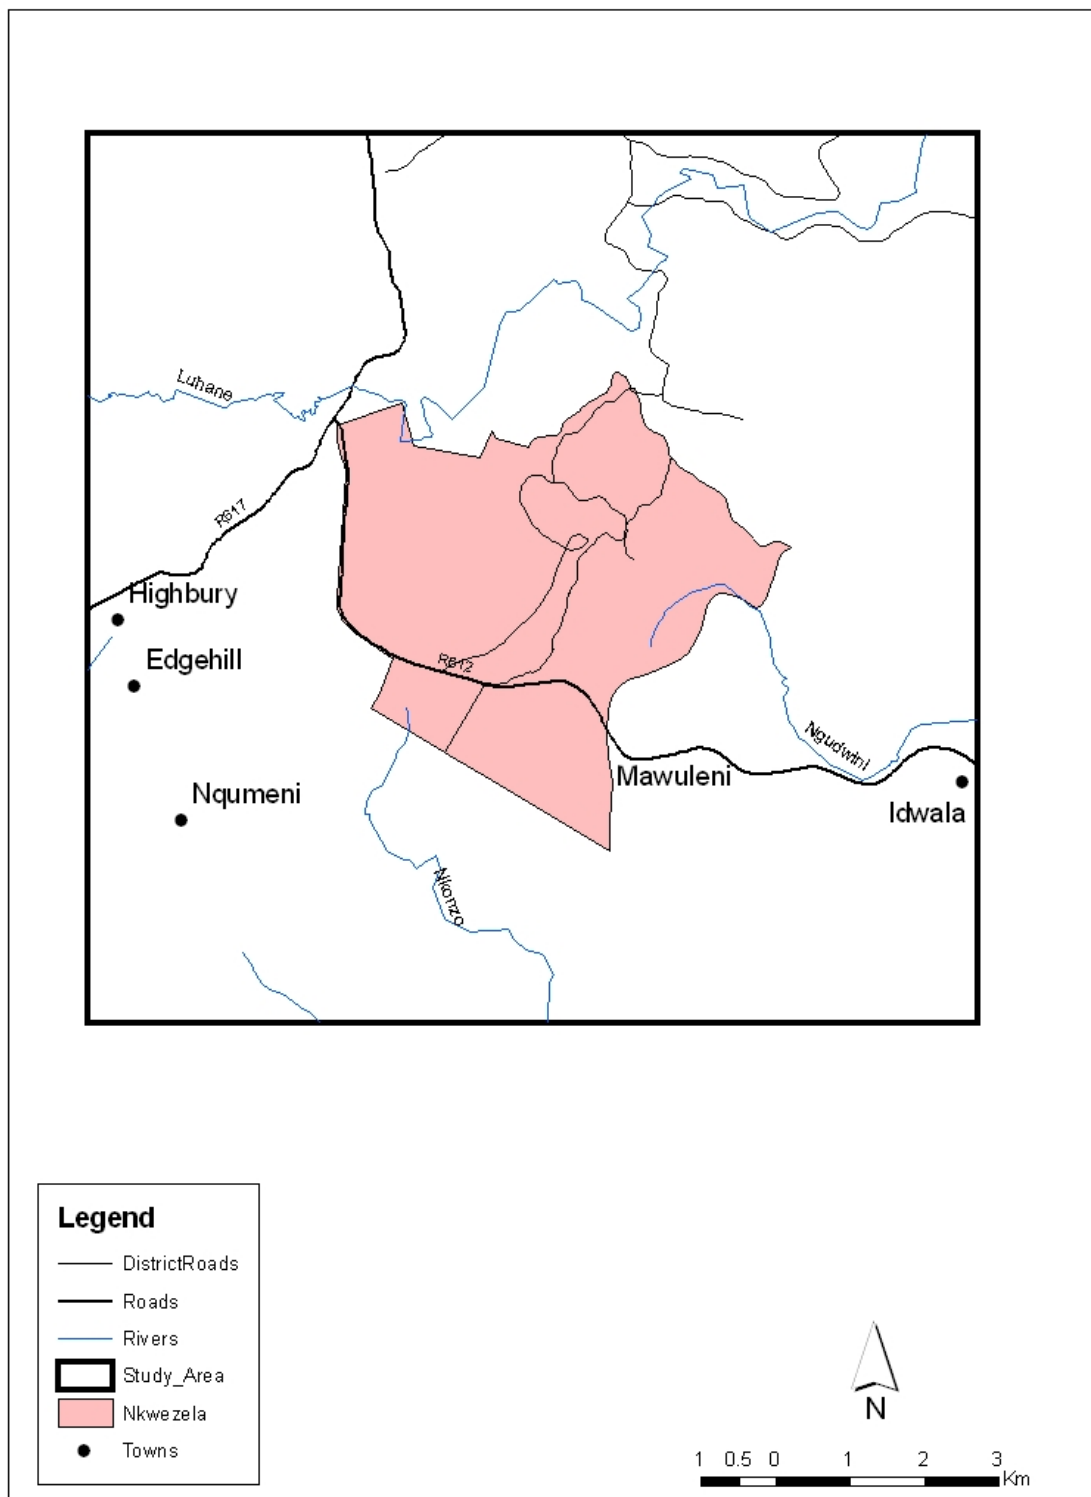 Luhane
R617
Highbury
Edgehill
R612
Ngudwini
Mawuleni
Nqumeni
Idwala
Nkonzo
Legend
DistrictRoads
Roads
Rivers
Study_Area
Nkwezela
Towns
N
1 0.5 0 1 2 3
Km